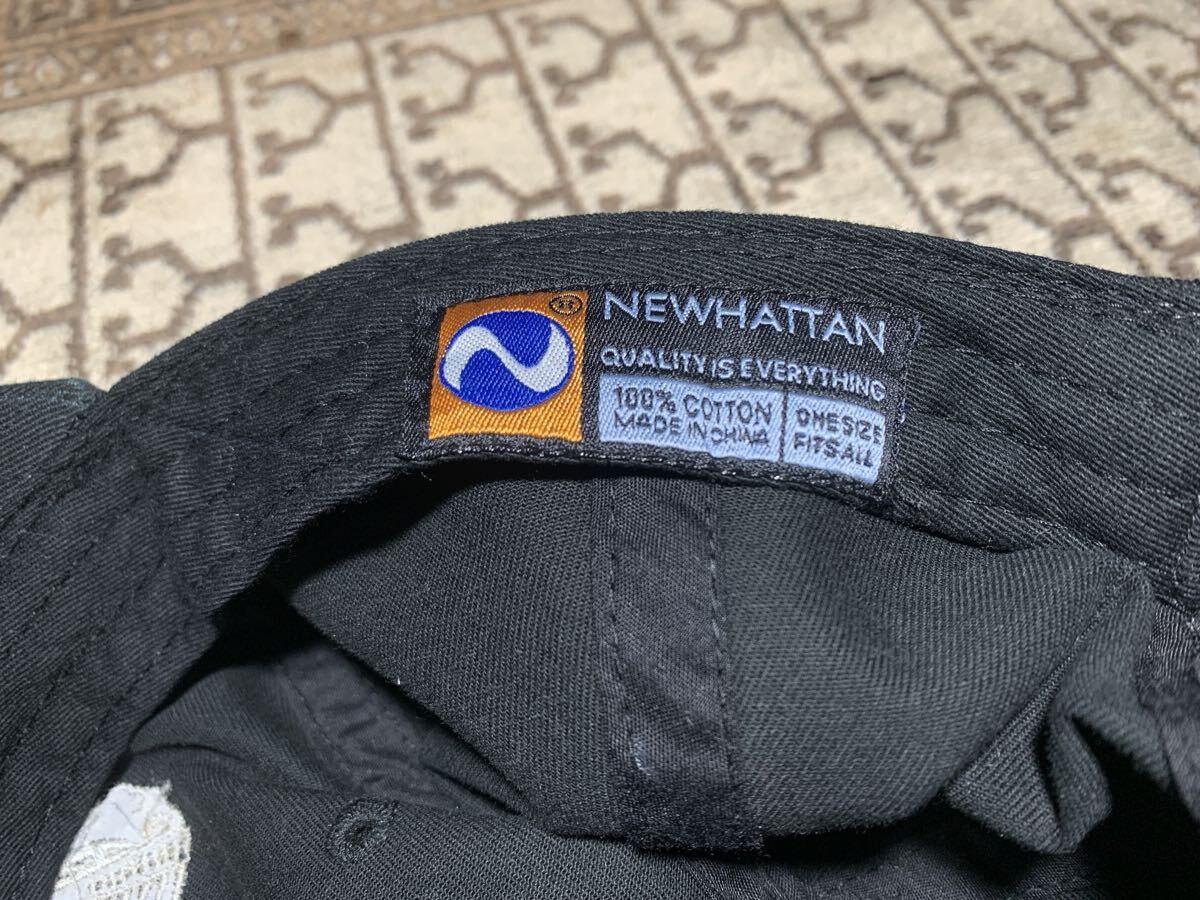 NEWHATTAN
QUALITY IS EVERYTHING
100% COTTON
MADE IN CHINA
ONE SIZE
FITS ALL